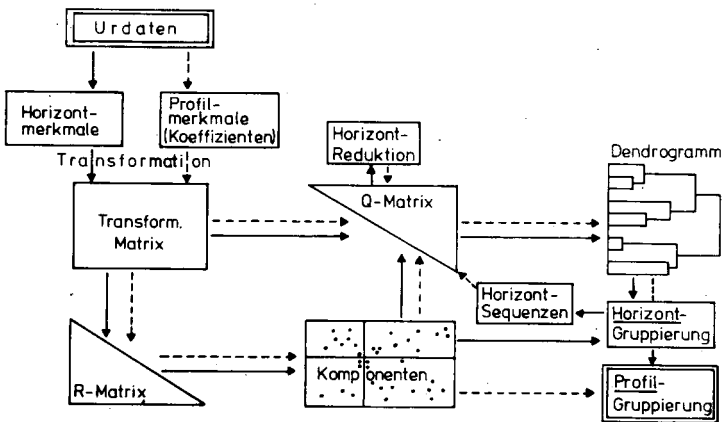 Urdaten
Horizont-
merkmale
Profil-
merkmale
(Koeffizienten)
Transformation
Transform.
Matrix
Horizont-
Reduktion
Q-Matrix
Dendrogramm
Horizont-
Sequenzen
Horizont-
Gruppierung
R-Matrix
Komponenten
Profil-
Gruppierung